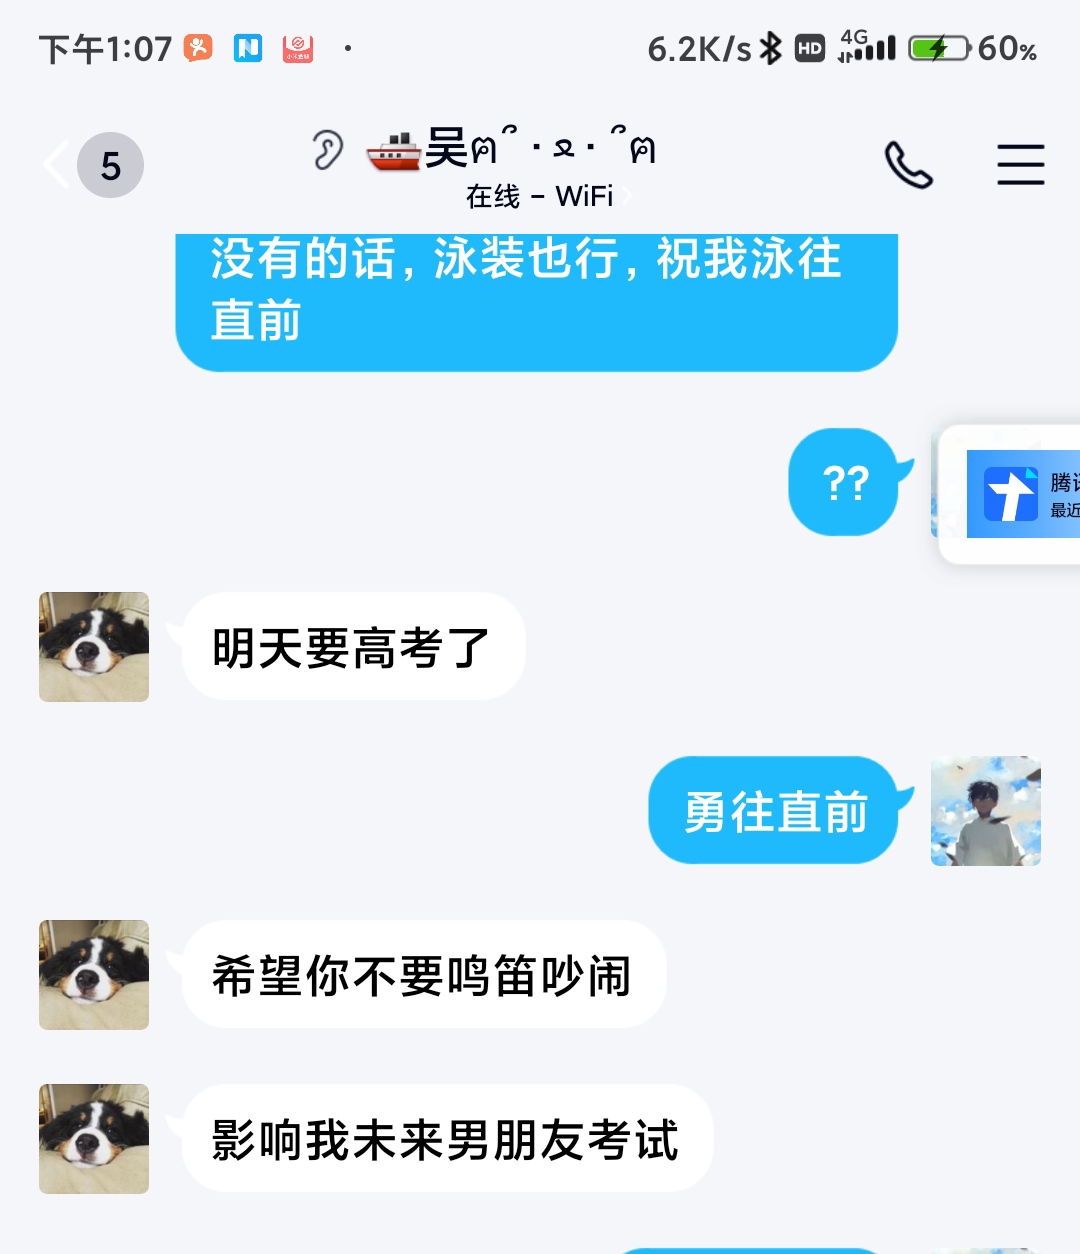 下午1:07
6.2K/s HD 4G 60%
5
吴ฅ՞·ﻌ·՞ฅ
在线 - WiFi
没有的话，泳装也行，祝我泳往
直前
??
腾
最近
明天要高考了
勇往直前
希望你不要鸣笛吵闹
影响我未来男朋友考试